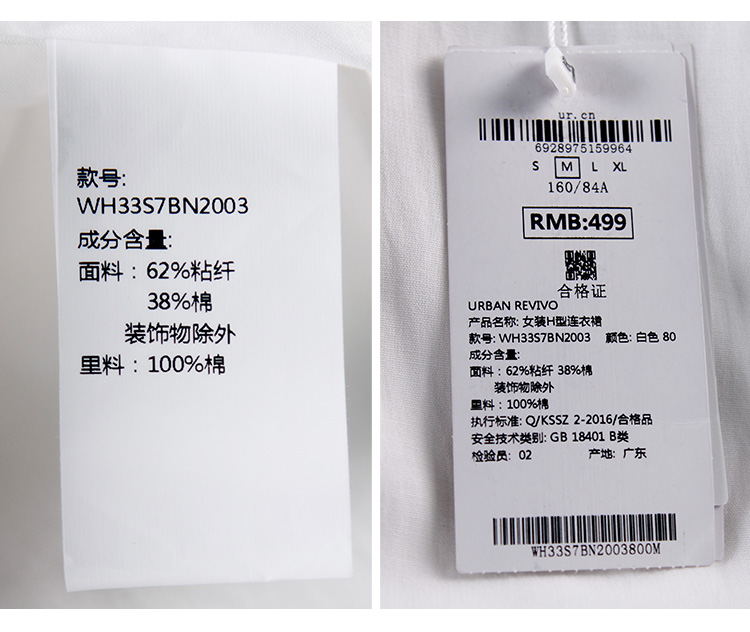 款号:
WH33S7BN2003
成分含量:
面料：62%粘纤
38%棉
装饰物除外
里料：100%棉
ur.cn
6928975159964
S M L XL
160/84A
RMB:499
合格证
URBAN REVIVO
产品名称: 女装H型连衣裙
款号: WH33S7BN2003 颜色: 白色 80
成分含量:
面料：62%粘纤 38%棉
装饰物除外
里料：100%棉
执行标准: Q/KSSZ 2-2016/合格品
安全技术类别: GB 18401 B类
检验员: 02 产地: 广东
WH33S7BN2003800M